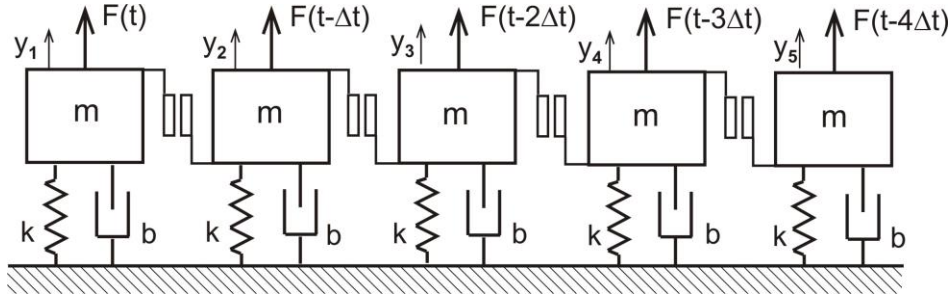 F(t) F(t-Δt) F(t-2Δt) F(t-3Δt) F(t-4Δt)
y1 y2 y3 y4 y5
m m m m m
k b k b k b k b k b